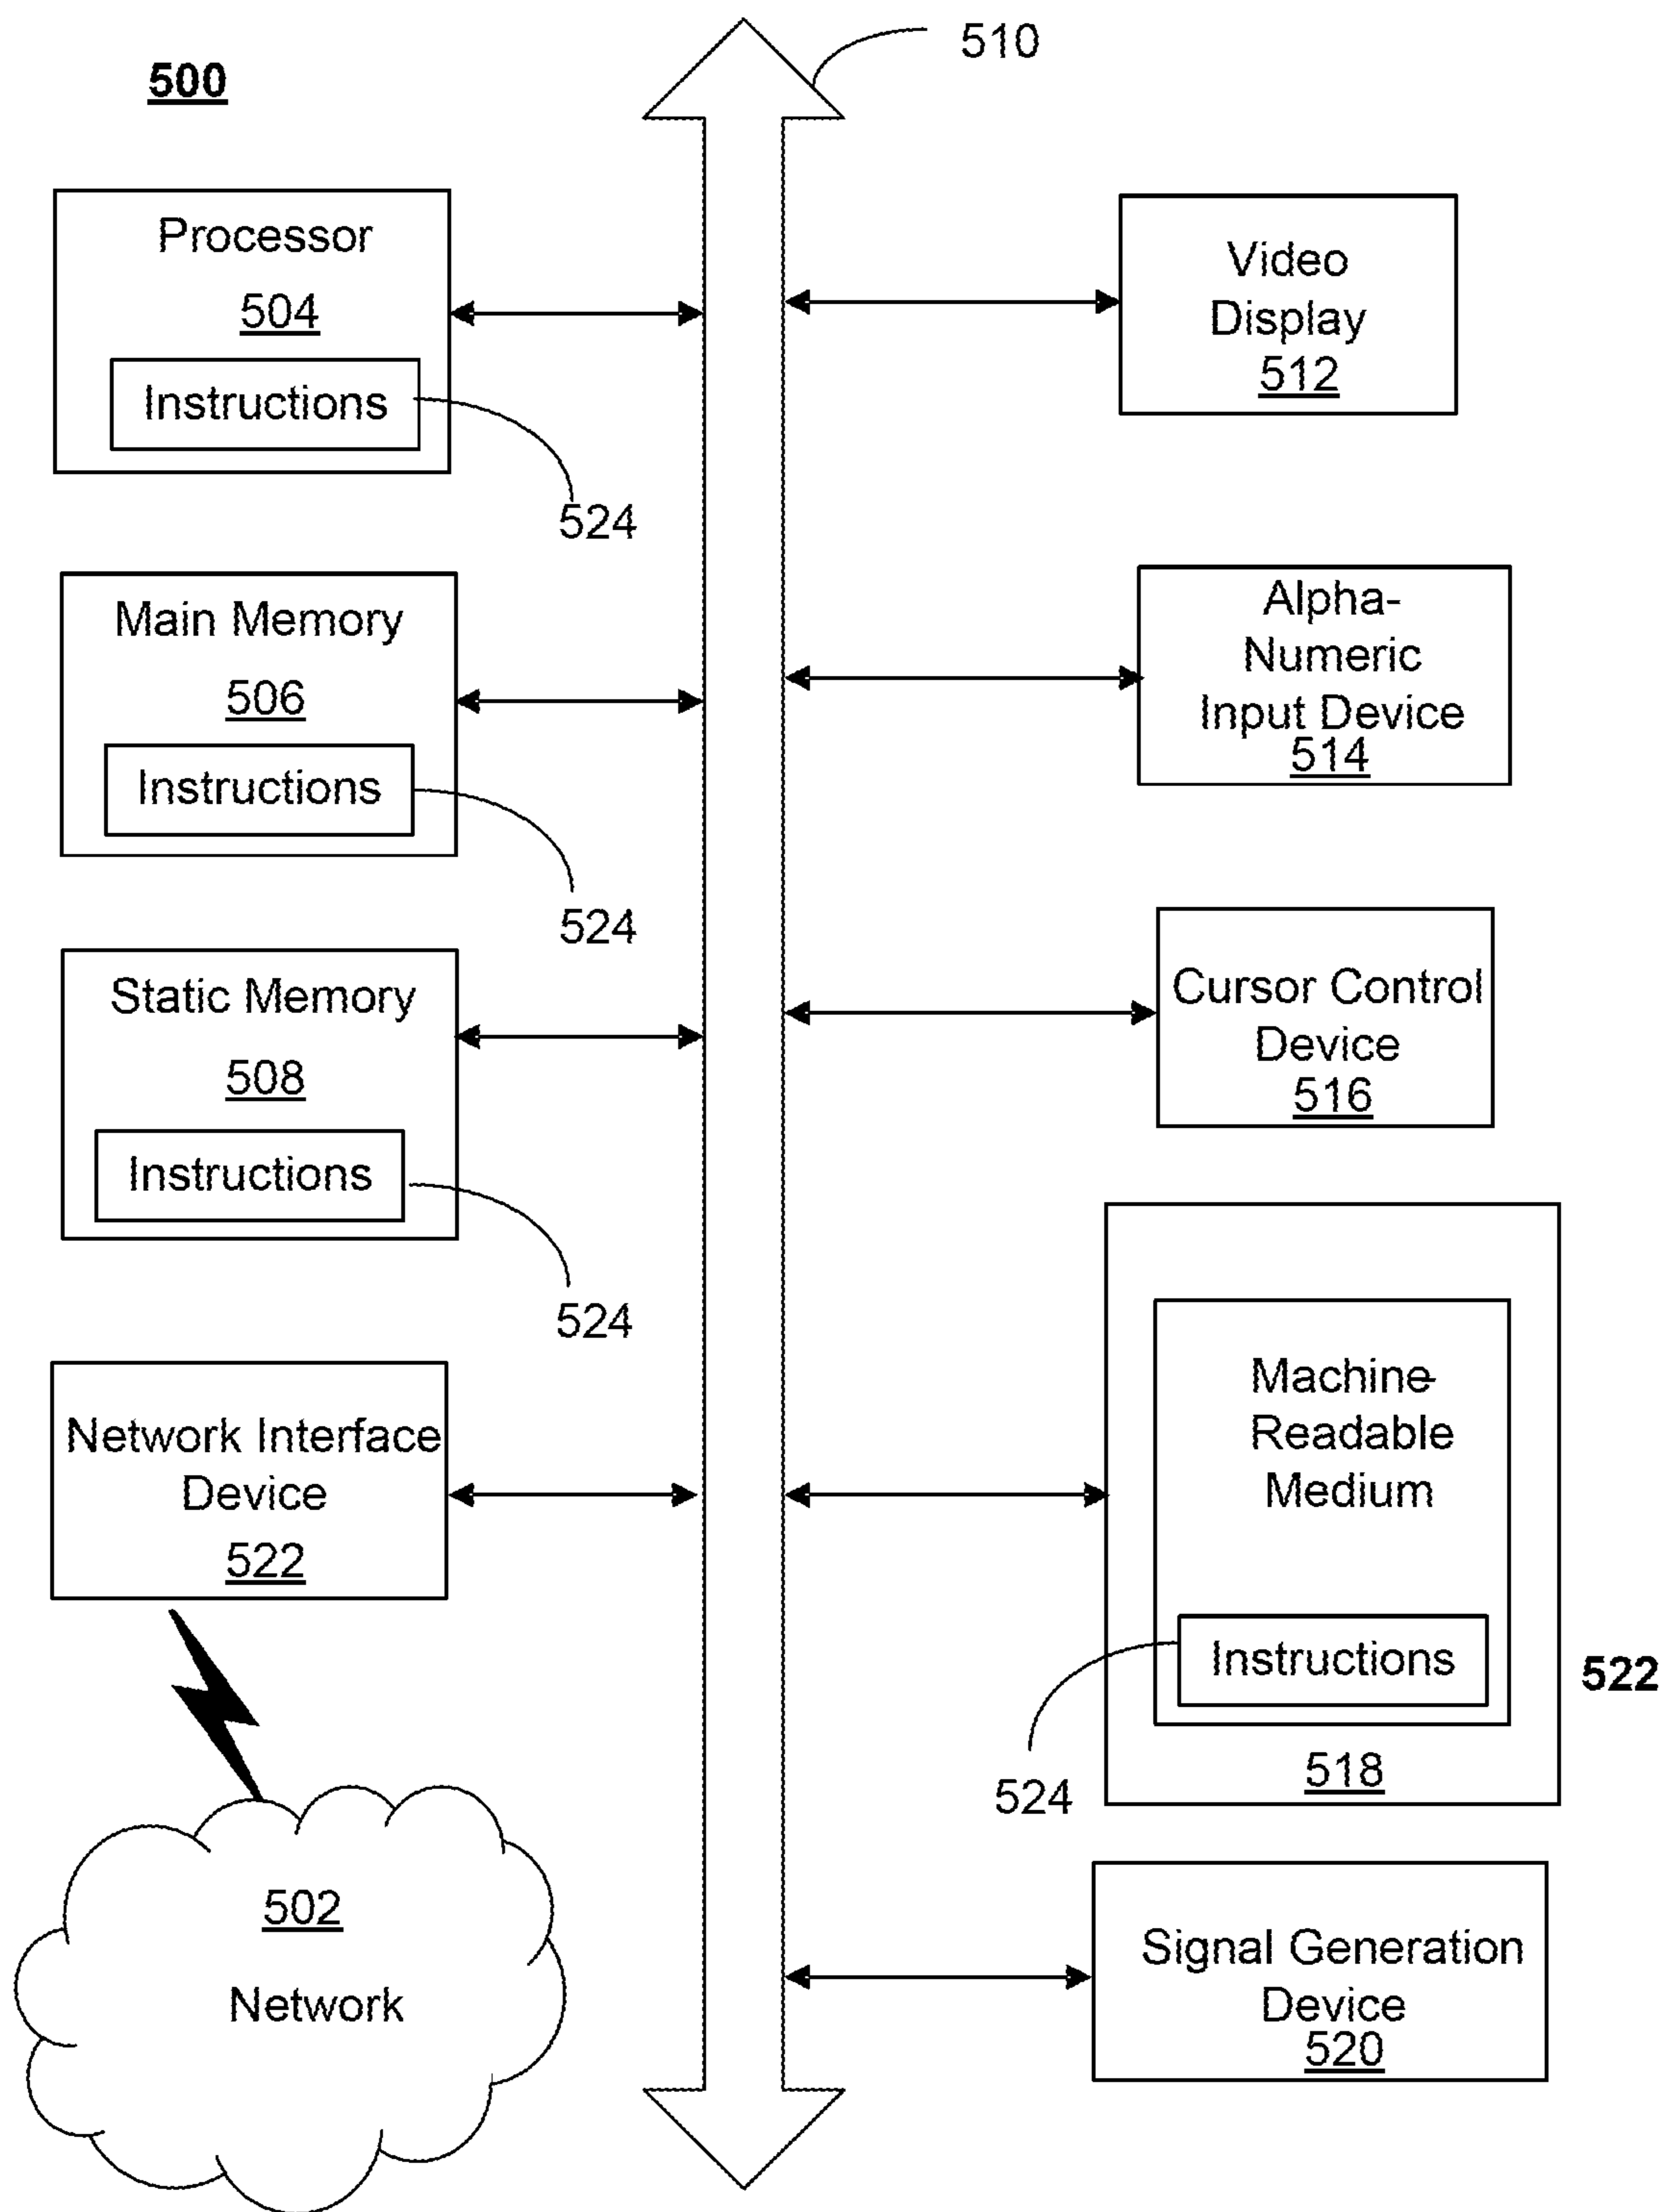 500
510
Processor
504
Instructions
524
Main Memory
506
Instructions
524
Static Memory
508
Instructions
524
Network Interface
Device
522
502
Network
Video
Display
512
Alpha-
Numeric
Input Device
514
Cursor Control
Device
516
Machine-
Readable
Medium
Instructions
522
524
518
Signal Generation
Device
520